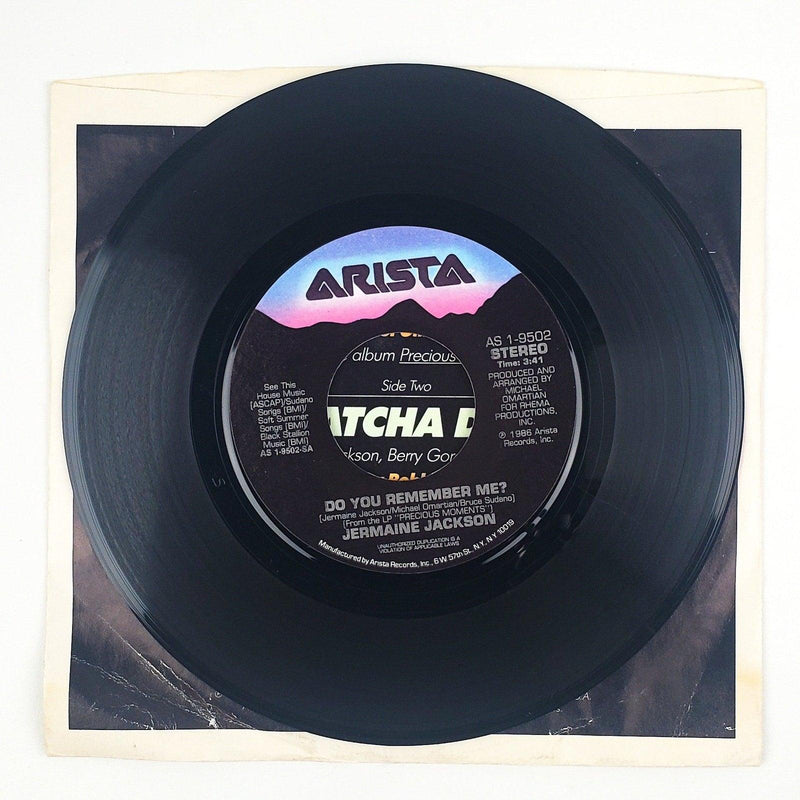 ARISTA
AS 1-9502
STEREO
Time: 3:41
PRODUCED AND
ARRANGED BY
MICHAEL
OMARTIAN
FOR RHEMA
PRODUCTIONS,
INC.
℗ 1986 Arista
Records, Inc.
See This
House Music
[ASCAP]/Sudano
Songs [BMI]/
Soft Summer
Songs [BMI]/
Black Stallion
Music [BMI]
AS 1-9502-SA
album Precious
Side Two
ATCHA D
kson, Berry Gor
DO YOU REMEMBER ME?
[Jermaine Jackson/Michael Omartian/Bruce Sudano]
[From the LP "PRECIOUS MOMENTS"]
JERMAINE JACKSON
UNAUTHORIZED DUPLICATION IS A
VIOLATION OF APPLICABLE LAWS
Manufactured by Arista Records, Inc., 6 W. 57th St., N.Y., N.Y. 10019